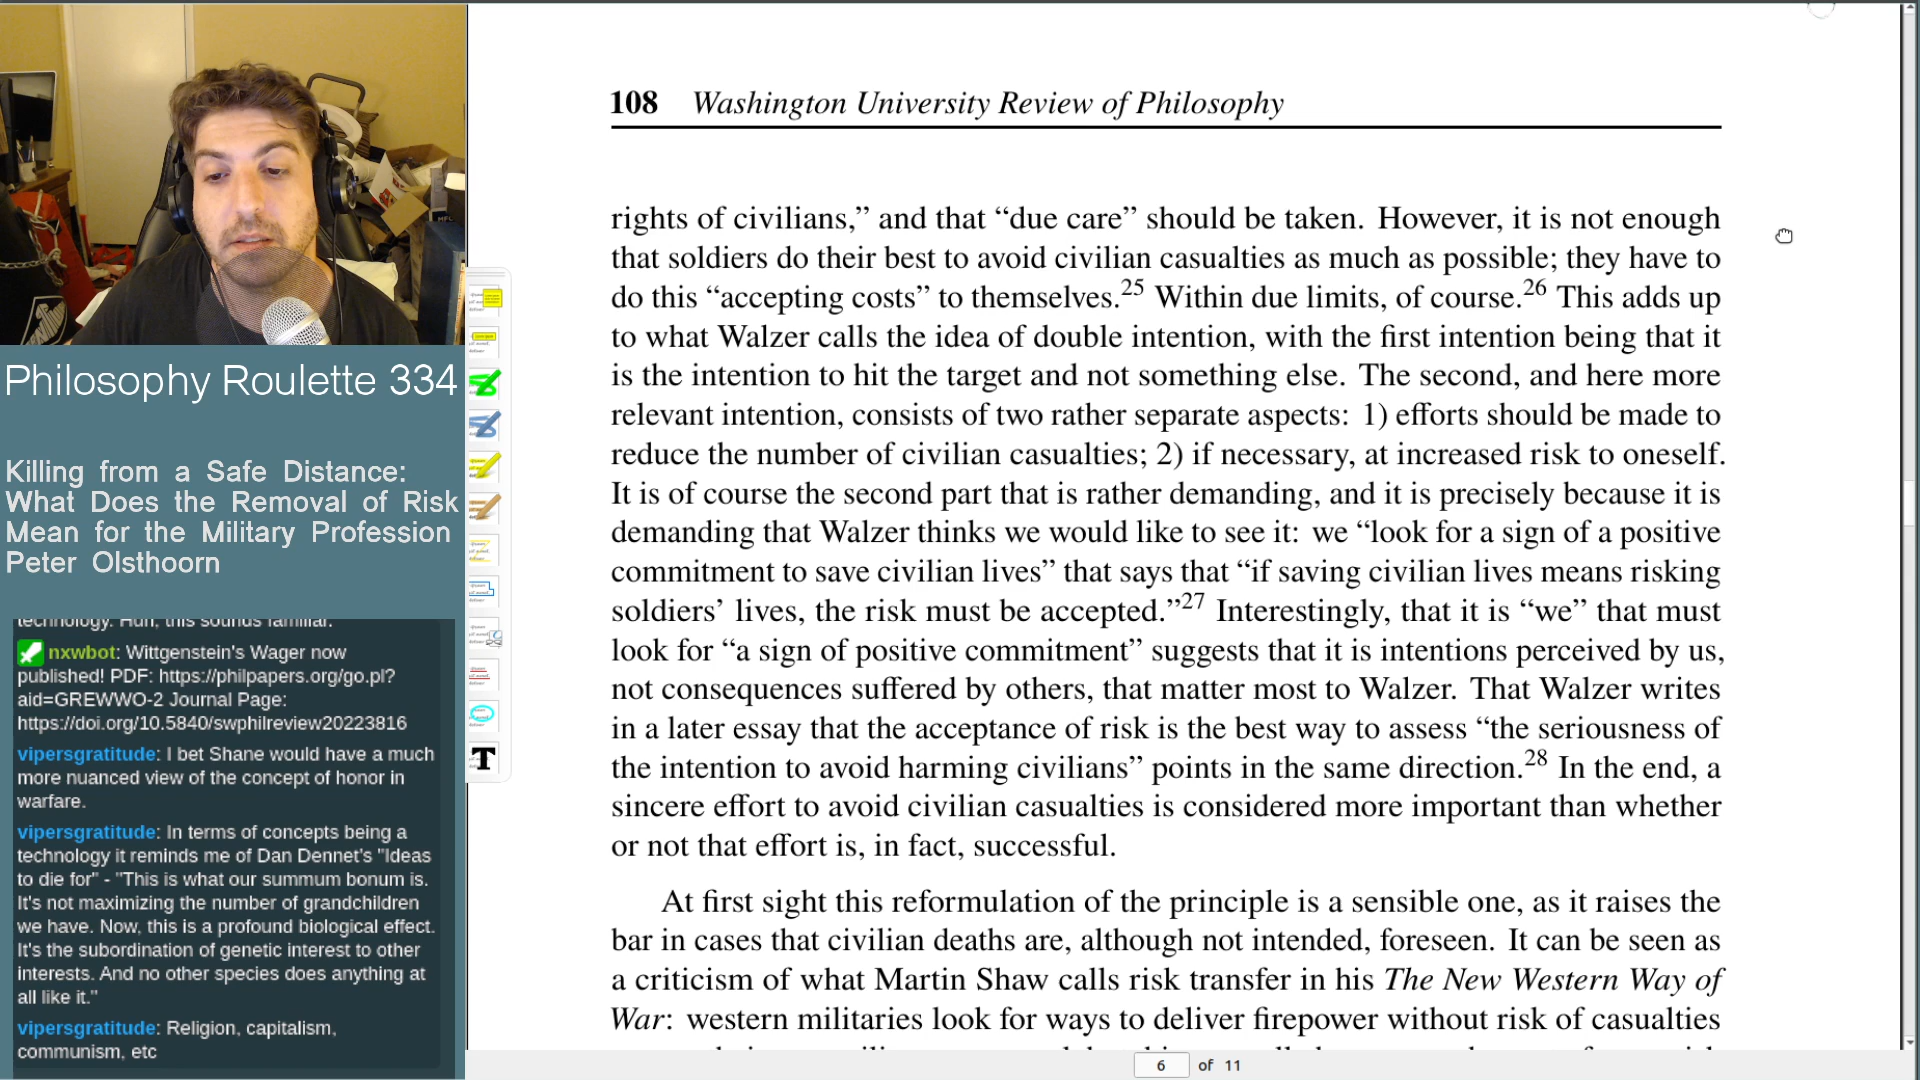 Philosophy Roulette 334
Killing from a Safe Distance:
What Does the Removal of Risk
Mean for the Military Profession
Peter Olsthoorn
technology. Huh, this sounds familiar.
nxwbot: Wittgenstein's Wager now
published! PDF: https://philpapers.org/go.pl?
aid=GREWWO-2 Journal Page:
https://doi.org/10.5840/swphilreview20223816
vipersgratitude: I bet Shane would have a much
more nuanced view of the concept of honor in
warfare.
vipersgratitude: In terms of concepts being a
technology it reminds me of Dan Dennet's "Ideas
to die for" - "This is what our summum bonum is.
It's not maximizing the number of grandchildren
we have. Now, this is a profound biological effect.
It's the subordination of genetic interest to other
interests. And no other species does anything at
all like it."
vipersgratitude: Religion, capitalism,
communism, etc
T
108 Washington University Review of Philosophy
rights of civilians,” and that “due care” should be taken. However, it is not enough
that soldiers do their best to avoid civilian casualties as much as possible; they have to
do this “accepting costs” to themselves.25 Within due limits, of course.26 This adds up
to what Walzer calls the idea of double intention, with the first intention being that it
is the intention to hit the target and not something else. The second, and here more
relevant intention, consists of two rather separate aspects: 1) efforts should be made to
reduce the number of civilian casualties; 2) if necessary, at increased risk to oneself.
It is of course the second part that is rather demanding, and it is precisely because it is
demanding that Walzer thinks we would like to see it: we “look for a sign of a positive
commitment to save civilian lives” that says that “if saving civilian lives means risking
soldiers’ lives, the risk must be accepted.”27 Interestingly, that it is “we” that must
look for “a sign of positive commitment” suggests that it is intentions perceived by us,
not consequences suffered by others, that matter most to Walzer. That Walzer writes
in a later essay that the acceptance of risk is the best way to assess “the seriousness of
the intention to avoid harming civilians” points in the same direction.28 In the end, a
sincere effort to avoid civilian casualties is considered more important than whether
or not that effort is, in fact, successful.
At first sight this reformulation of the principle is a sensible one, as it raises the
bar in cases that civilian deaths are, although not intended, foreseen. It can be seen as
a criticism of what Martin Shaw calls risk transfer in his The New Western Way of
War: western militaries look for ways to deliver firepower without risk of casualties
6 of 11